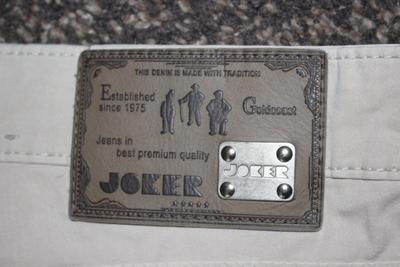 THIS DENIM IS MADE WITH TRADITION
Established
since 1975
Goldcoast
Jeans in
best premium quality
JOKER
JOKER